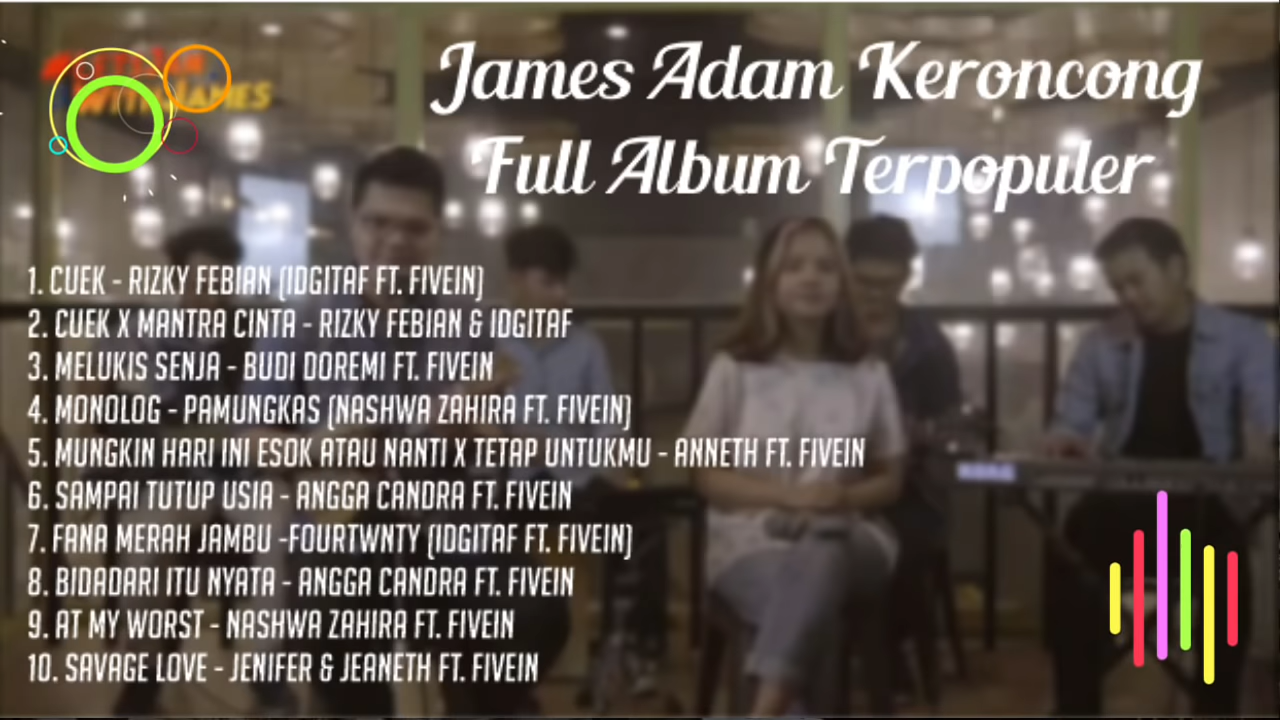 James Adam Keroncong
Full Album Terpopuler
1. CUEK - RIZKY FEBIAN (IDGITAF FT. FIVEIN)
2. CUEK X MANTRA CINTA - RIZKY FEBIAN & IDGITAF
3. MELUKIS SENJA - BUDI DOREMI FT. FIVEIN
4. MONOLOG - PAMUNGKAS (NASHWA ZAHIRA FT. FIVEIN)
5. MUNGKIN HARI INI ESOK ATAU NANTI X TETAP UNTUKMU - ANNETH FT. FIVEIN
6. SAMPAI TUTUP USIA - ANGGA CANDRA FT. FIVEIN
7. FANA MERAH JAMBU -FOURTWNTY (IDGITAF FT. FIVEIN)
8. BIDADARI ITU NYATA - ANGGA CANDRA FT. FIVEIN
9. AT MY WORST - NASHWA ZAHIRA FT. FIVEIN
10. SAVAGE LOVE - JENIFER & JEANETH FT. FIVEIN